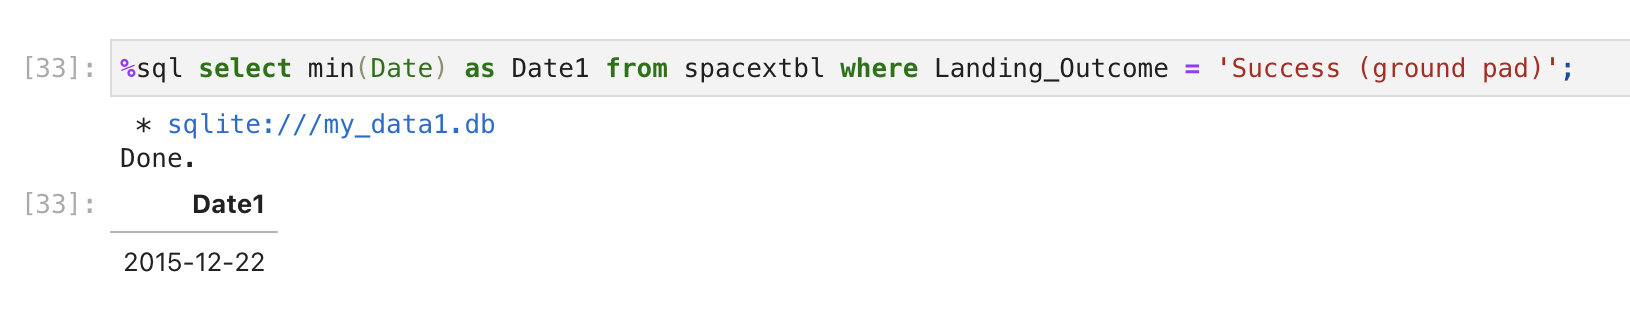 [33]: %sql select min(Date) as Date1 from spacextbl where Landing_Outcome = 'Success (ground pad)';
* sqlite:///my_data1.db
Done.
[33]: Date1
2015-12-22